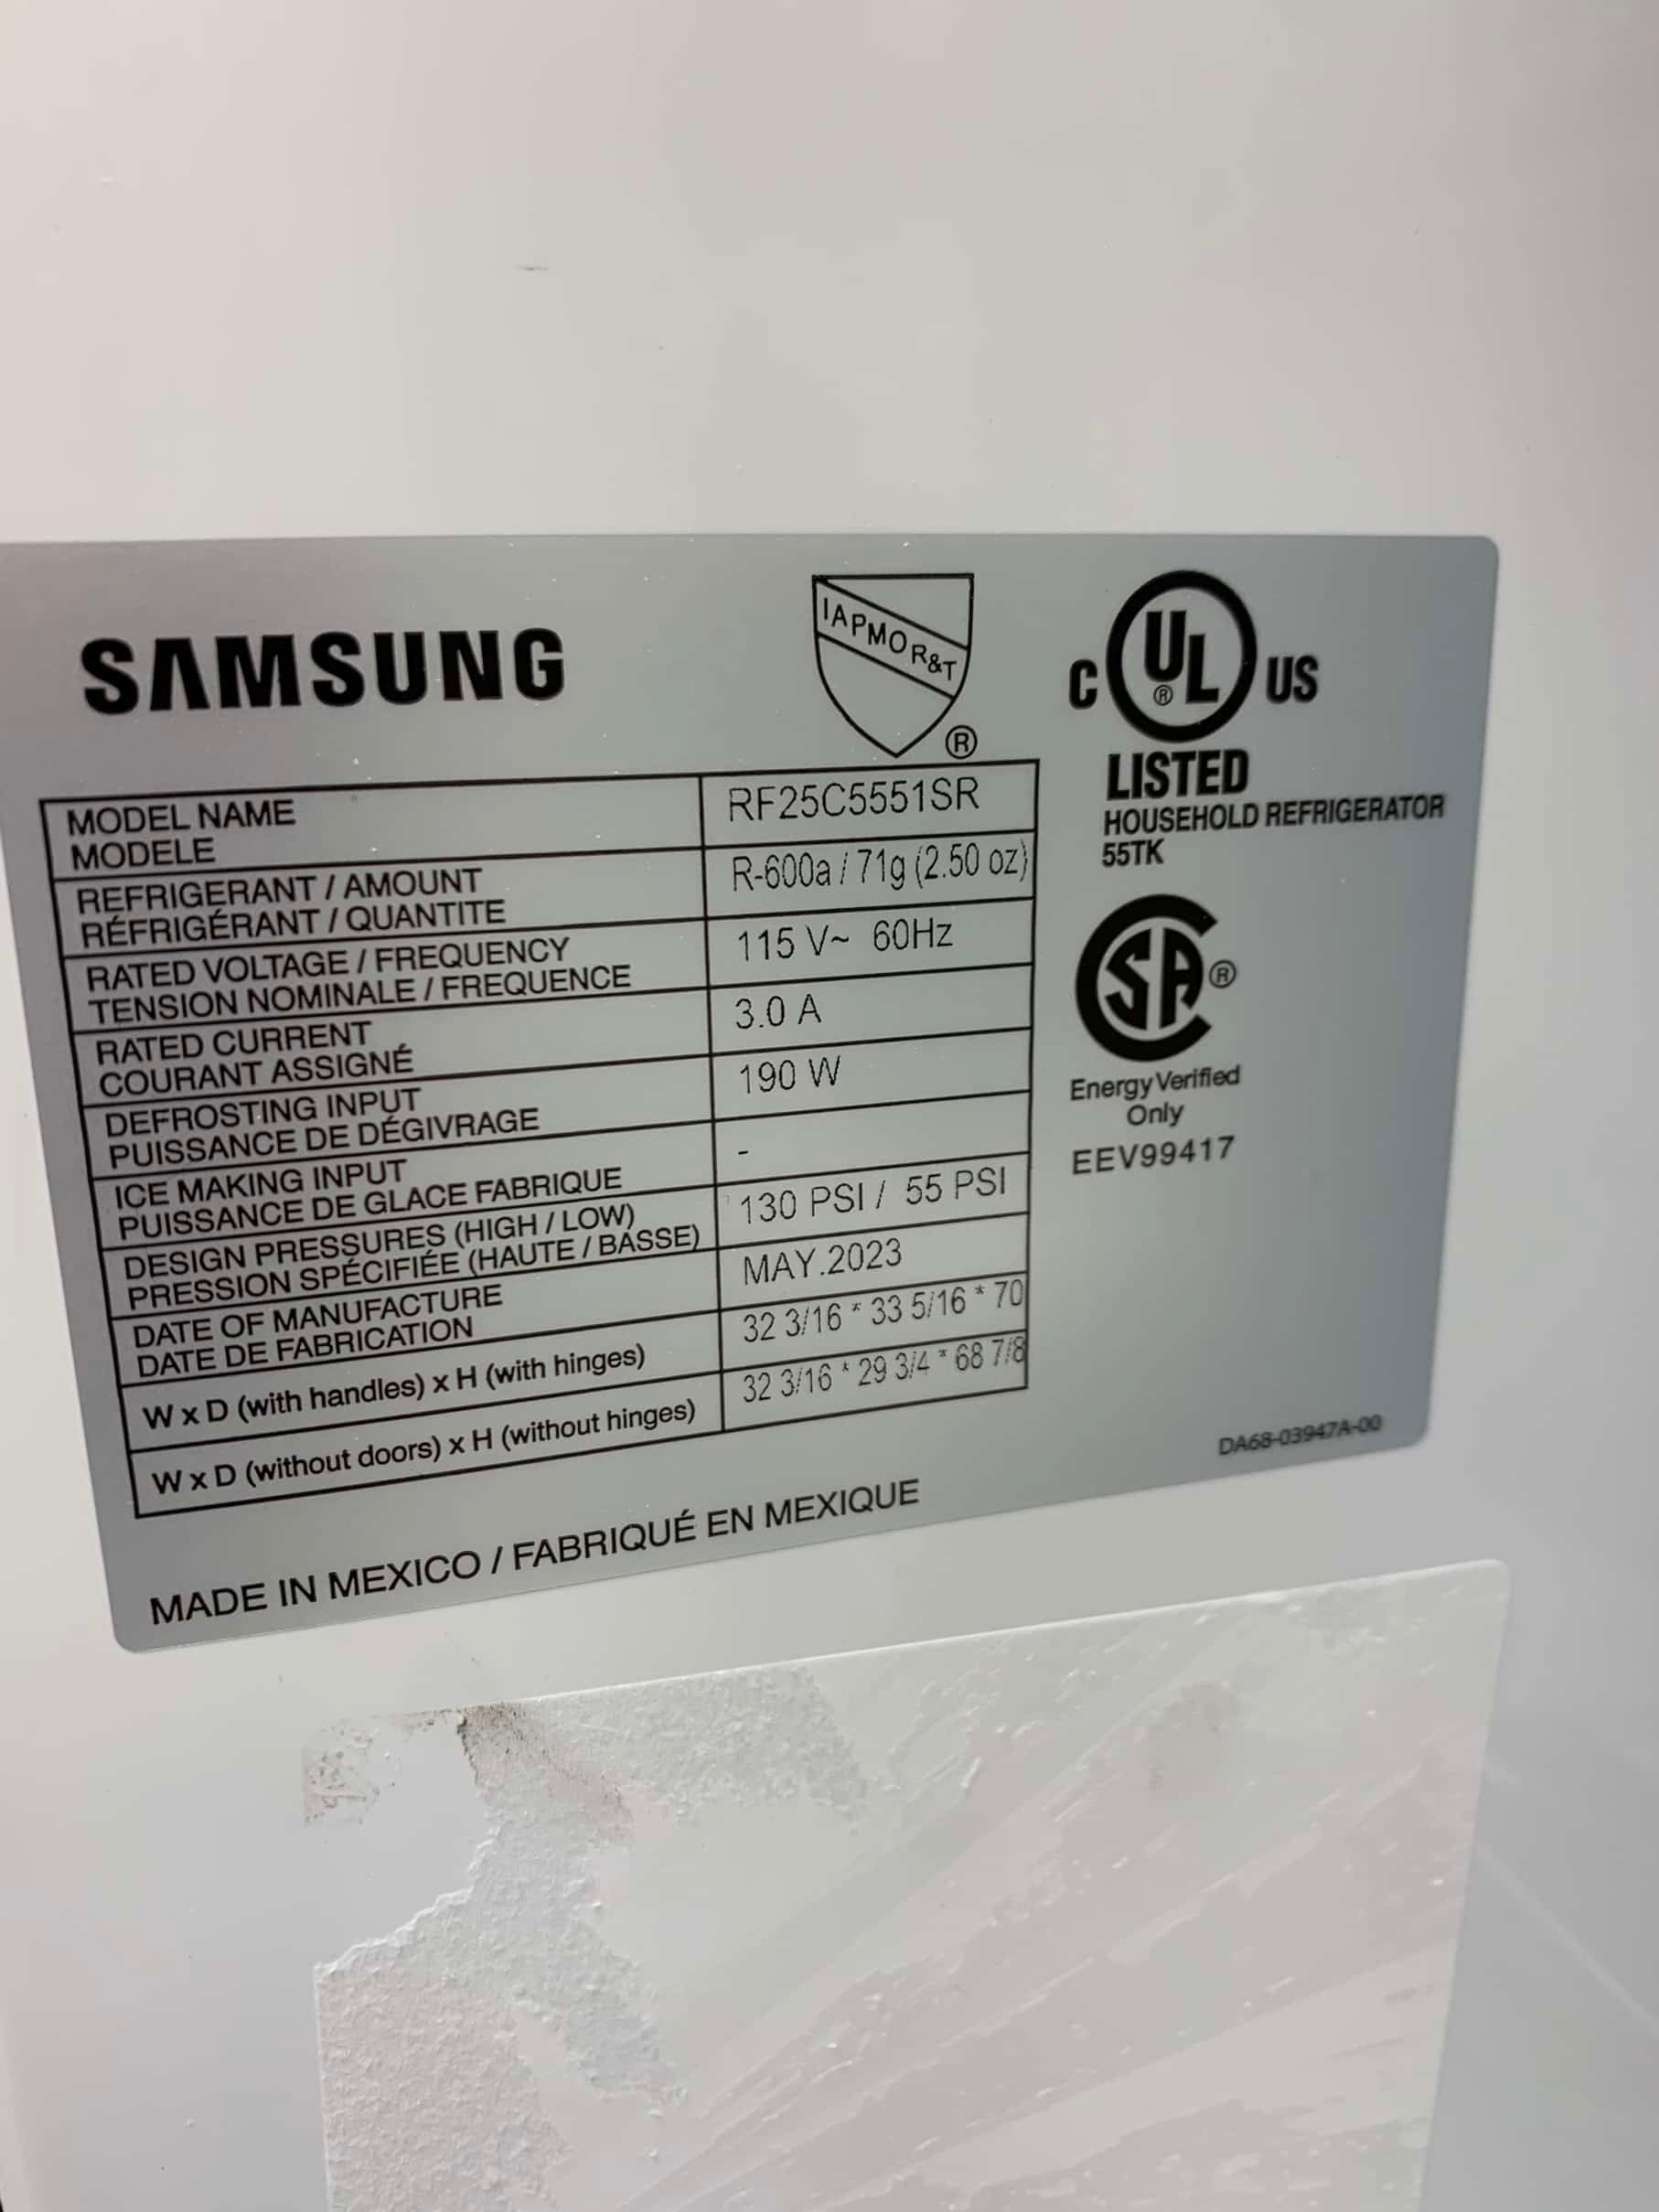 SAMSUNG
IAPMO R&T
®
C UL US
®
LISTED
HOUSEHOLD REFRIGERATOR
55TK
SA ®
Energy Verified
Only
EEV99417
MODEL NAME
MODELE
RF25C5551SR
REFRIGERANT / AMOUNT
RÉFRIGÉRANT / QUANTITE
R-600a / 71g (2.50 oz)
RATED VOLTAGE / FREQUENCY
TENSION NOMINALE / FREQUENCE
115 V~ 60Hz
RATED CURRENT
COURANT ASSIGNÉ
3.0 A
DEFROSTING INPUT
PUISSANCE DE DÉGIVRAGE
190 W
ICE MAKING INPUT
PUISSANCE DE GLACE FABRIQUE
-
DESIGN PRESSURES (HIGH / LOW)
PRESSION SPÉCIFIÉE (HAUTE / BASSE)
130 PSI / 55 PSI
DATE OF MANUFACTURE
DATE DE FABRICATION
MAY.2023
W x D (with handles) x H (with hinges)
32 3/16 * 33 5/16 * 70
W x D (without doors) x H (without hinges)
32 3/16 * 29 3/4 * 68 7/8
DA68-03947A-00
MADE IN MEXICO / FABRIQUÉ EN MEXIQUE